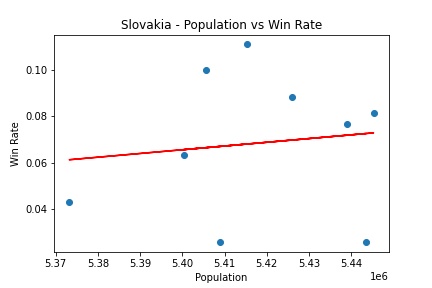 Slovakia - Population vs Win Rate
0.10
0.08
0.06
0.04
Win Rate
5.37 5.38 5.39 5.40 5.41 5.42 5.43 5.44
1e6
Population